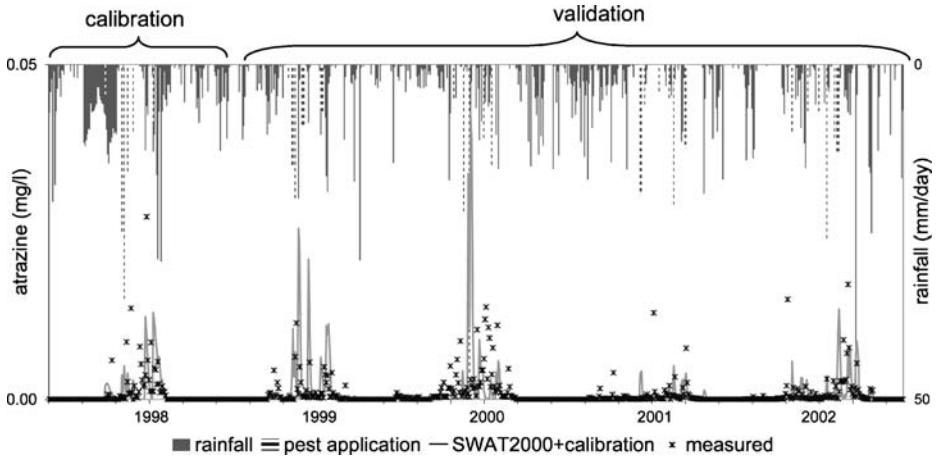 calibration validation
0.05 0
atrazine (mg/l)
rainfall (mm/day)
0.00 50
1998 1999 2000 2001 2002
rainfall pest application SWAT2000+calibration measured